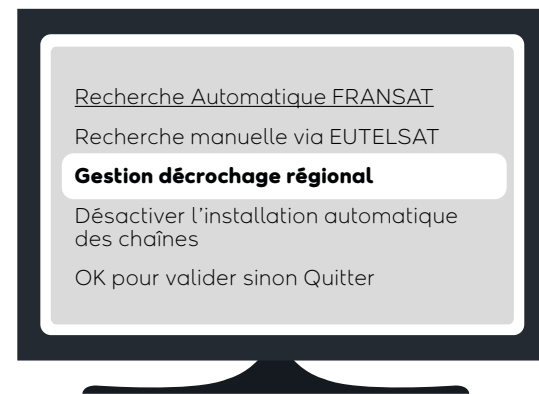 Recherche Automatique FRANSAT
Recherche manuelle via EUTELSAT
Gestion décrochage régional
Désactiver l'installation automatique
des chaînes
OK pour valider sinon Quitter